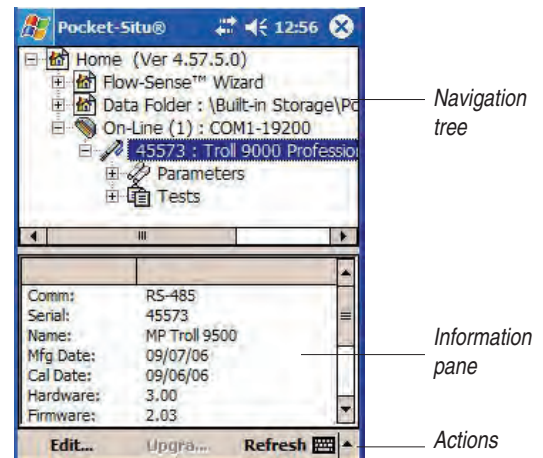 Pocket-Situ® 12:56
Home (Ver 4.57.5.0)
Flow-Sense™ Wizard
Data Folder : \Built-in Storage\Po
On-Line (1) : COM1-19200
45573 : Troll 9000 Professio
Parameters
Tests
Navigation
tree
Comm: RS-485
Serial: 45573
Name: MP Troll 9500
Mfg Date: 09/07/06
Cal Date: 09/06/06
Hardware: 3.00
Firmware: 2.03
Information
pane
Edit... Upgra... Refresh
Actions